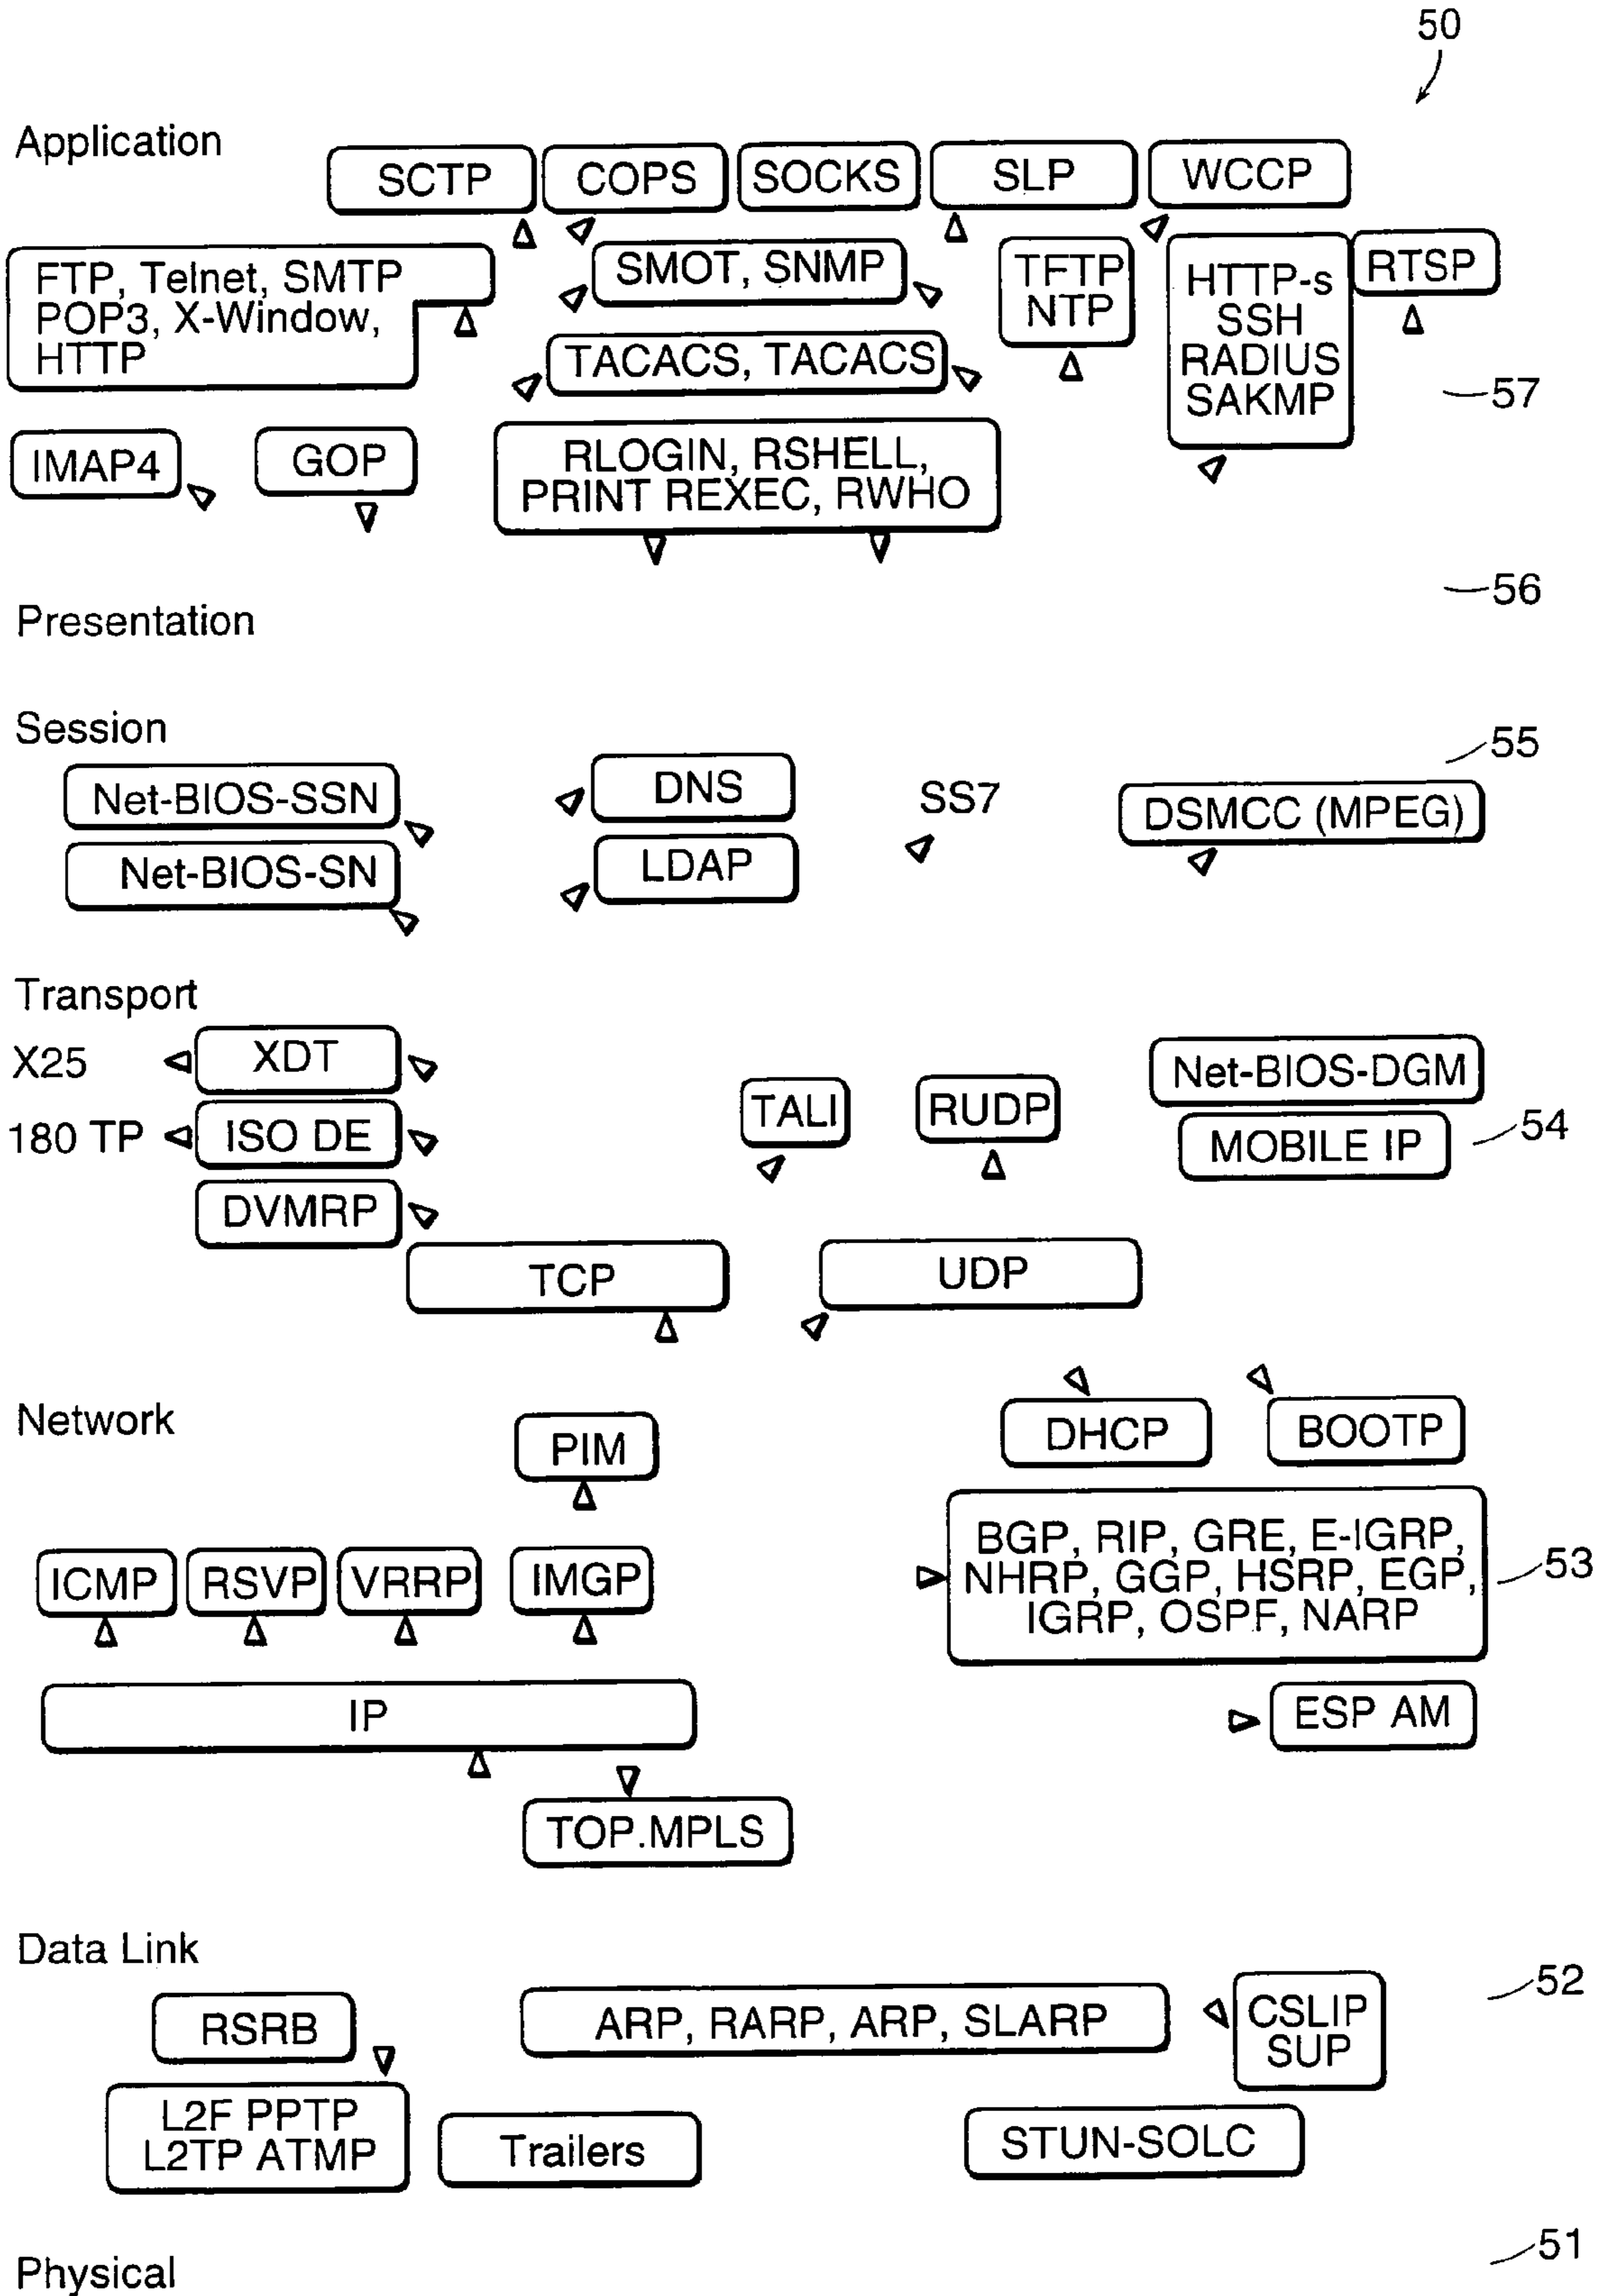 50
Application
SCTP
COPS
SOCKS
SLP
WCCP
FTP, Telnet, SMTP
POP3, X-Window,
HTTP
SMOT, SNMP
TFTP
NTP
HTTP-s
SSH
RADIUS
SAKMP
RTSP
TACACS, TACACS
57
IMAP4
GOP
RLOGIN, RSHELL,
PRINT REXEC, RWHO
56
Presentation
Session
55
Net-BIOS-SSN
DNS
SS7
DSMCC (MPEG)
Net-BIOS-SN
LDAP
Transport
X25
XDT
Net-BIOS-DGM
TALI
RUDP
180 TP
ISO DE
MOBILE IP
54
DVMRP
TCP
UDP
Network
PIM
DHCP
BOOTP
BGP, RIP, GRE, E-IGRP,
NHRP, GGP, HSRP, EGP,
IGRP, OSPF, NARP
53
ICMP
RSVP
VRRP
IMGP
IP
ESP AM
TOP.MPLS
Data Link
52
RSRB
ARP, RARP, ARP, SLARP
CSLIP
SUP
L2F PPTP
L2TP ATMP
Trailers
STUN-SOLC
51
Physical